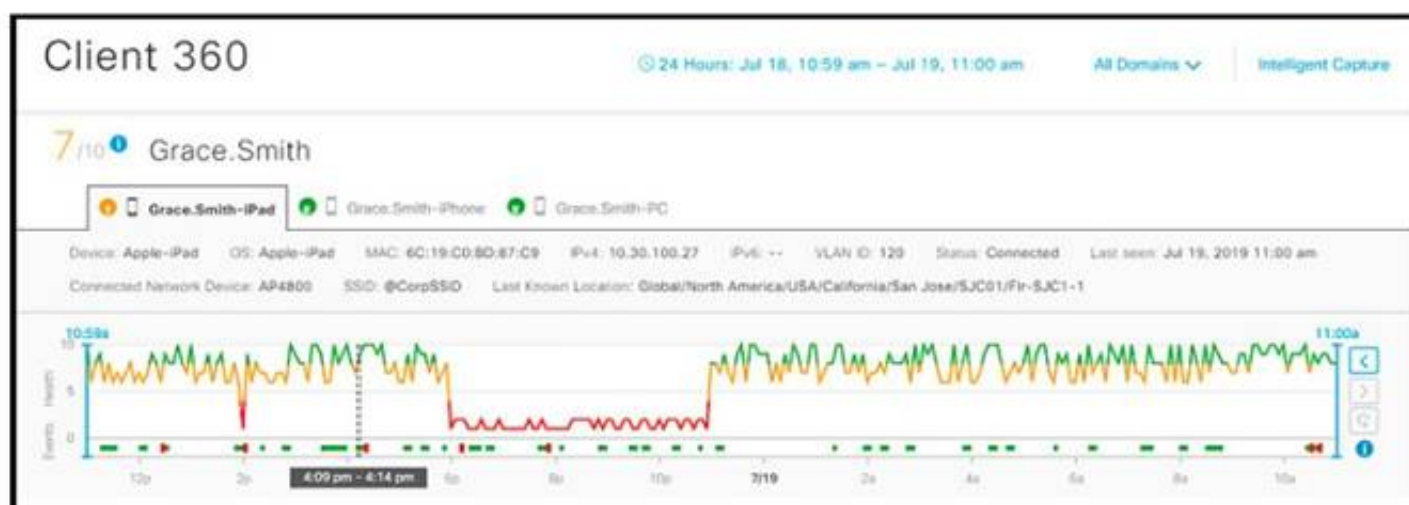 Client 360
24 Hours: Jul 18, 10:59 am – Jul 19, 11:00 am All Domains Intelligent Capture
7/10 i Grace.Smith
Grace.Smith-iPad Grace.Smith-iPhone Grace.Smith-PC
Device: Apple-iPad OS: Apple-iPad MAC: 6C:19:C0:BD:87:C9 IPv4: 10.30.100.27 IPv6: -- VLAN ID: 120 Status: Connected Last seen: Jul 19, 2019 11:00 am
Connected Network Device: AP4800 SSID: @CorpSSID Last Known Location: Global/North America/USA/California/San Jose/SJC01/Flr-SJC1-1
10:59a 11:00a
10
Health
5
0
Events
12p 2p 4:09 pm - 4:14 pm 6p 8p 10p 7/19 2a 4a 6a 8a 10a